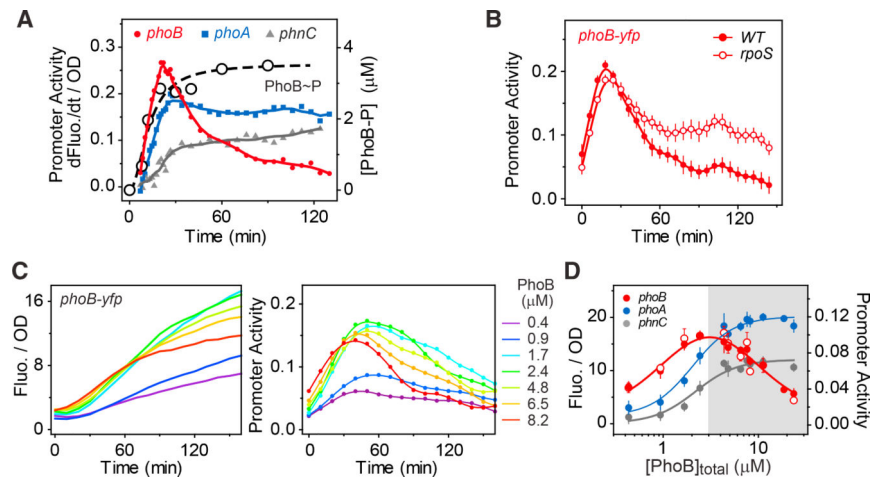 A
phoB phoA phnC
Promoter Activity
dFluo./dt / OD
0.3
0.2
0.1
0.0
4
3
2
1
0
[PhoB-P] (μM)
PhoB~P
0 60 120
Time (min)
B
phoB-yfp
WT
rpoS
Promoter Activity
0.2
0.1
0.0
0 60 120
Time (min)
C
phoB-yfp
Fluo. / OD
16
8
0
0 60 120
Time (min)
Promoter Activity
0.2
0.1
0.0
0 60 120
Time (min)
PhoB
(μM)
0.4
0.9
1.7
2.4
4.8
6.5
8.2
D
phoB
phoA
phnC
Fluo. / OD
20
10
0
0.12
0.08
0.04
0.00
Promoter Activity
1 10
[PhoB]total (μM)